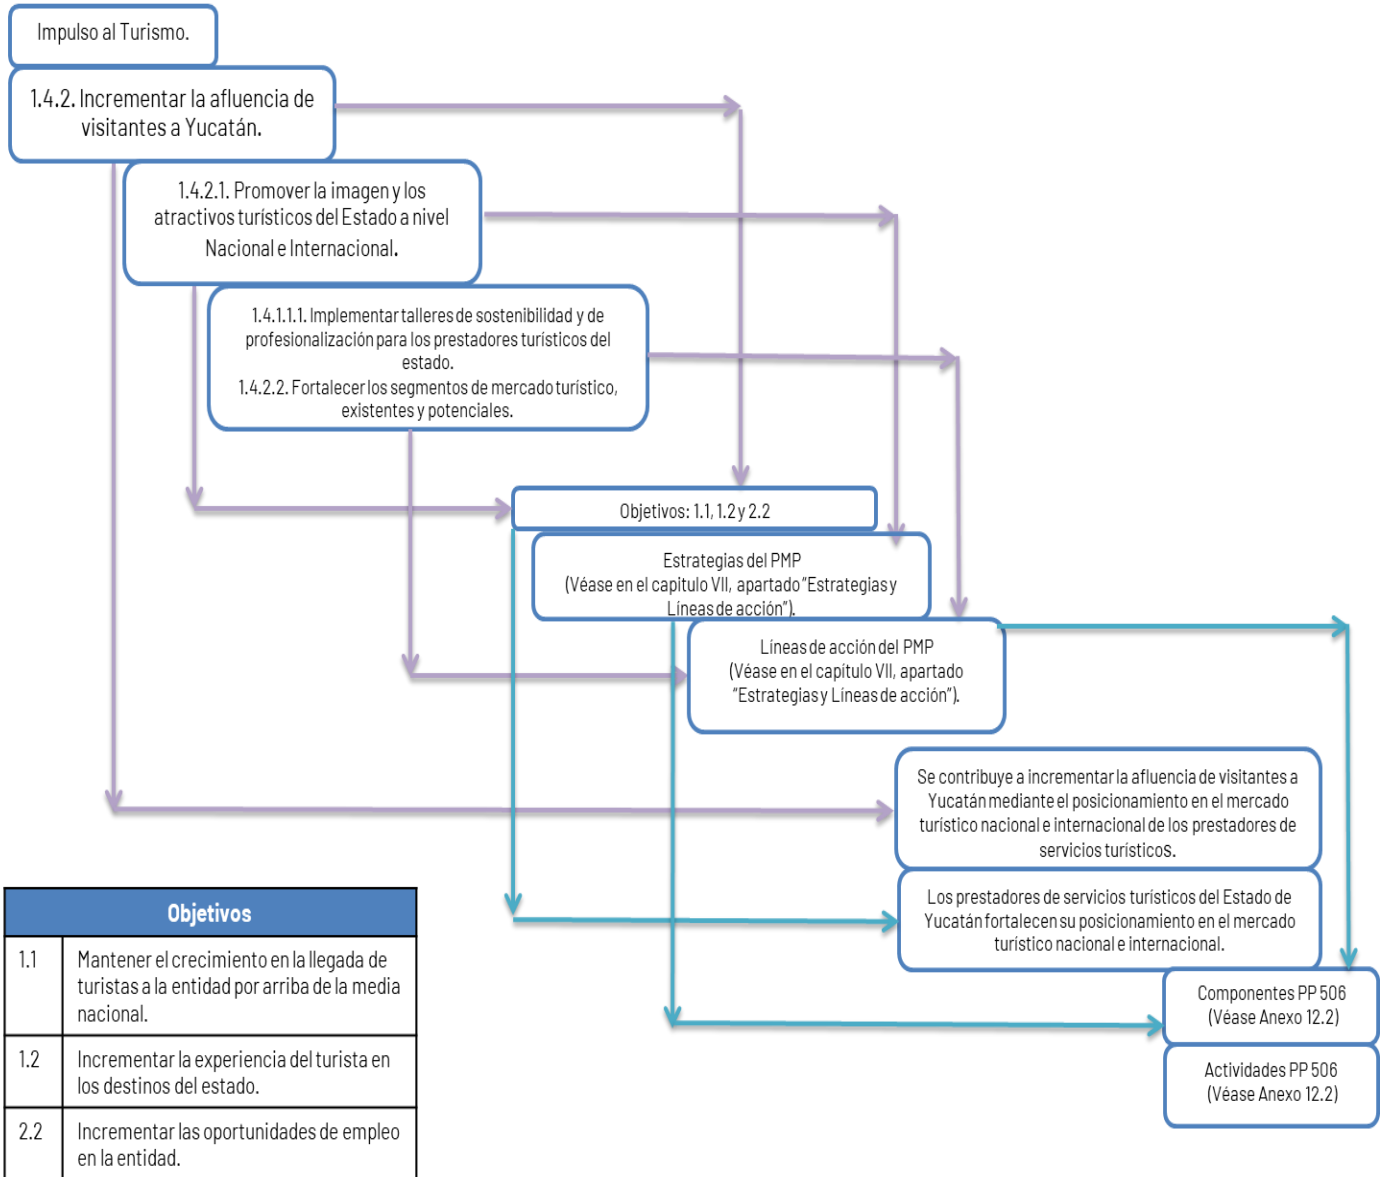 Impulso al Turismo.
1.4.2. Incrementar la afluencia de
visitantes a Yucatán.
1.4.2.1. Promover la imagen y los
atractivos turísticos del Estado a nivel
Nacional e Internacional.
1.4.1.1.1. Implementar talleres de sostenibilidad y de
profesionalización para los prestadores turísticos del
estado.
1.4.2.2. Fortalecer los segmentos de mercado turístico,
existentes y potenciales.
Objetivos: 1.1, 1.2 y 2.2
Estrategias del PMP
(Véase en el capitulo VII, apartado "Estrategias y
Líneas de acción").
Líneas de acción del PMP
(Véase en el capítulo VII, apartado
"Estrategias y Líneas de acción").
Se contribuye a incrementar la afluencia de visitantes a
Yucatán mediante el posicionamiento en el mercado
turístico nacional e internacional de los prestadores de
servicios turísticos.
Los prestadores de servicios turísticos del Estado de
Yucatán fortalecen su posicionamiento en el mercado
turístico nacional e internacional.
Componentes PP 506
(Véase Anexo 12.2)
Actividades PP 506
(Véase Anexo 12.2)
Objetivos
1.1 Mantener el crecimiento en la llegada de
turistas a la entidad por arriba de la media
nacional.
1.2 Incrementar la experiencia del turista en
los destinos del estado.
2.2 Incrementar las oportunidades de empleo
en la entidad.